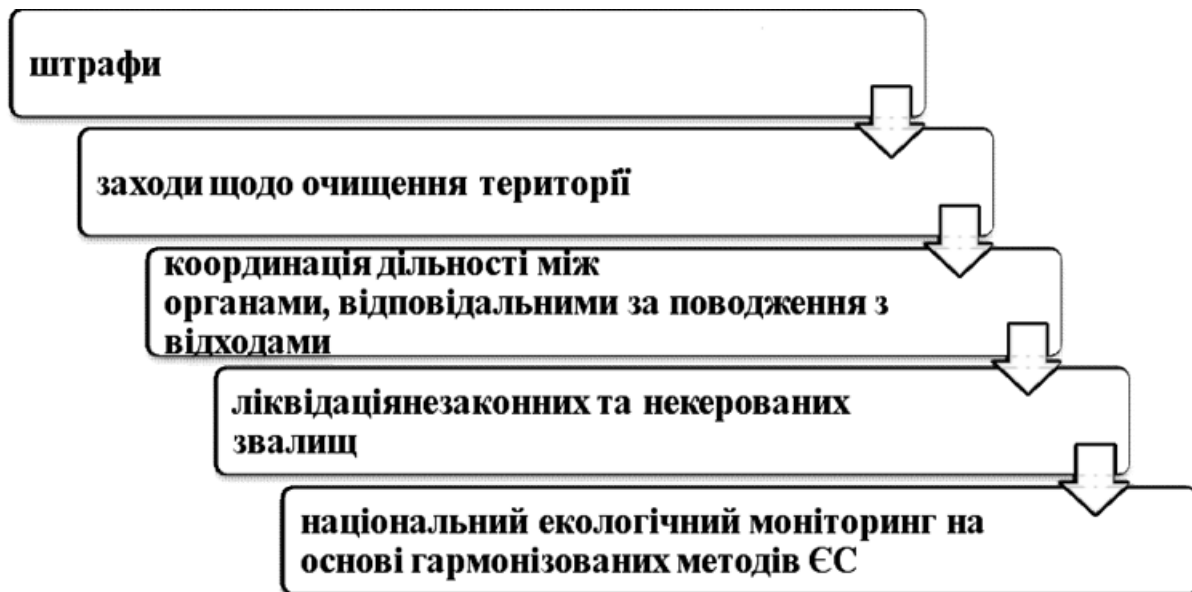 штрафи
заходи щодо очищення території
координація дільності між
органами, відповідальними за поводження з
відходами
ліквідаціянезаконних та некерованих
звалищ
національний екологічний моніторинг на
основі гармонізованих методів ЄС